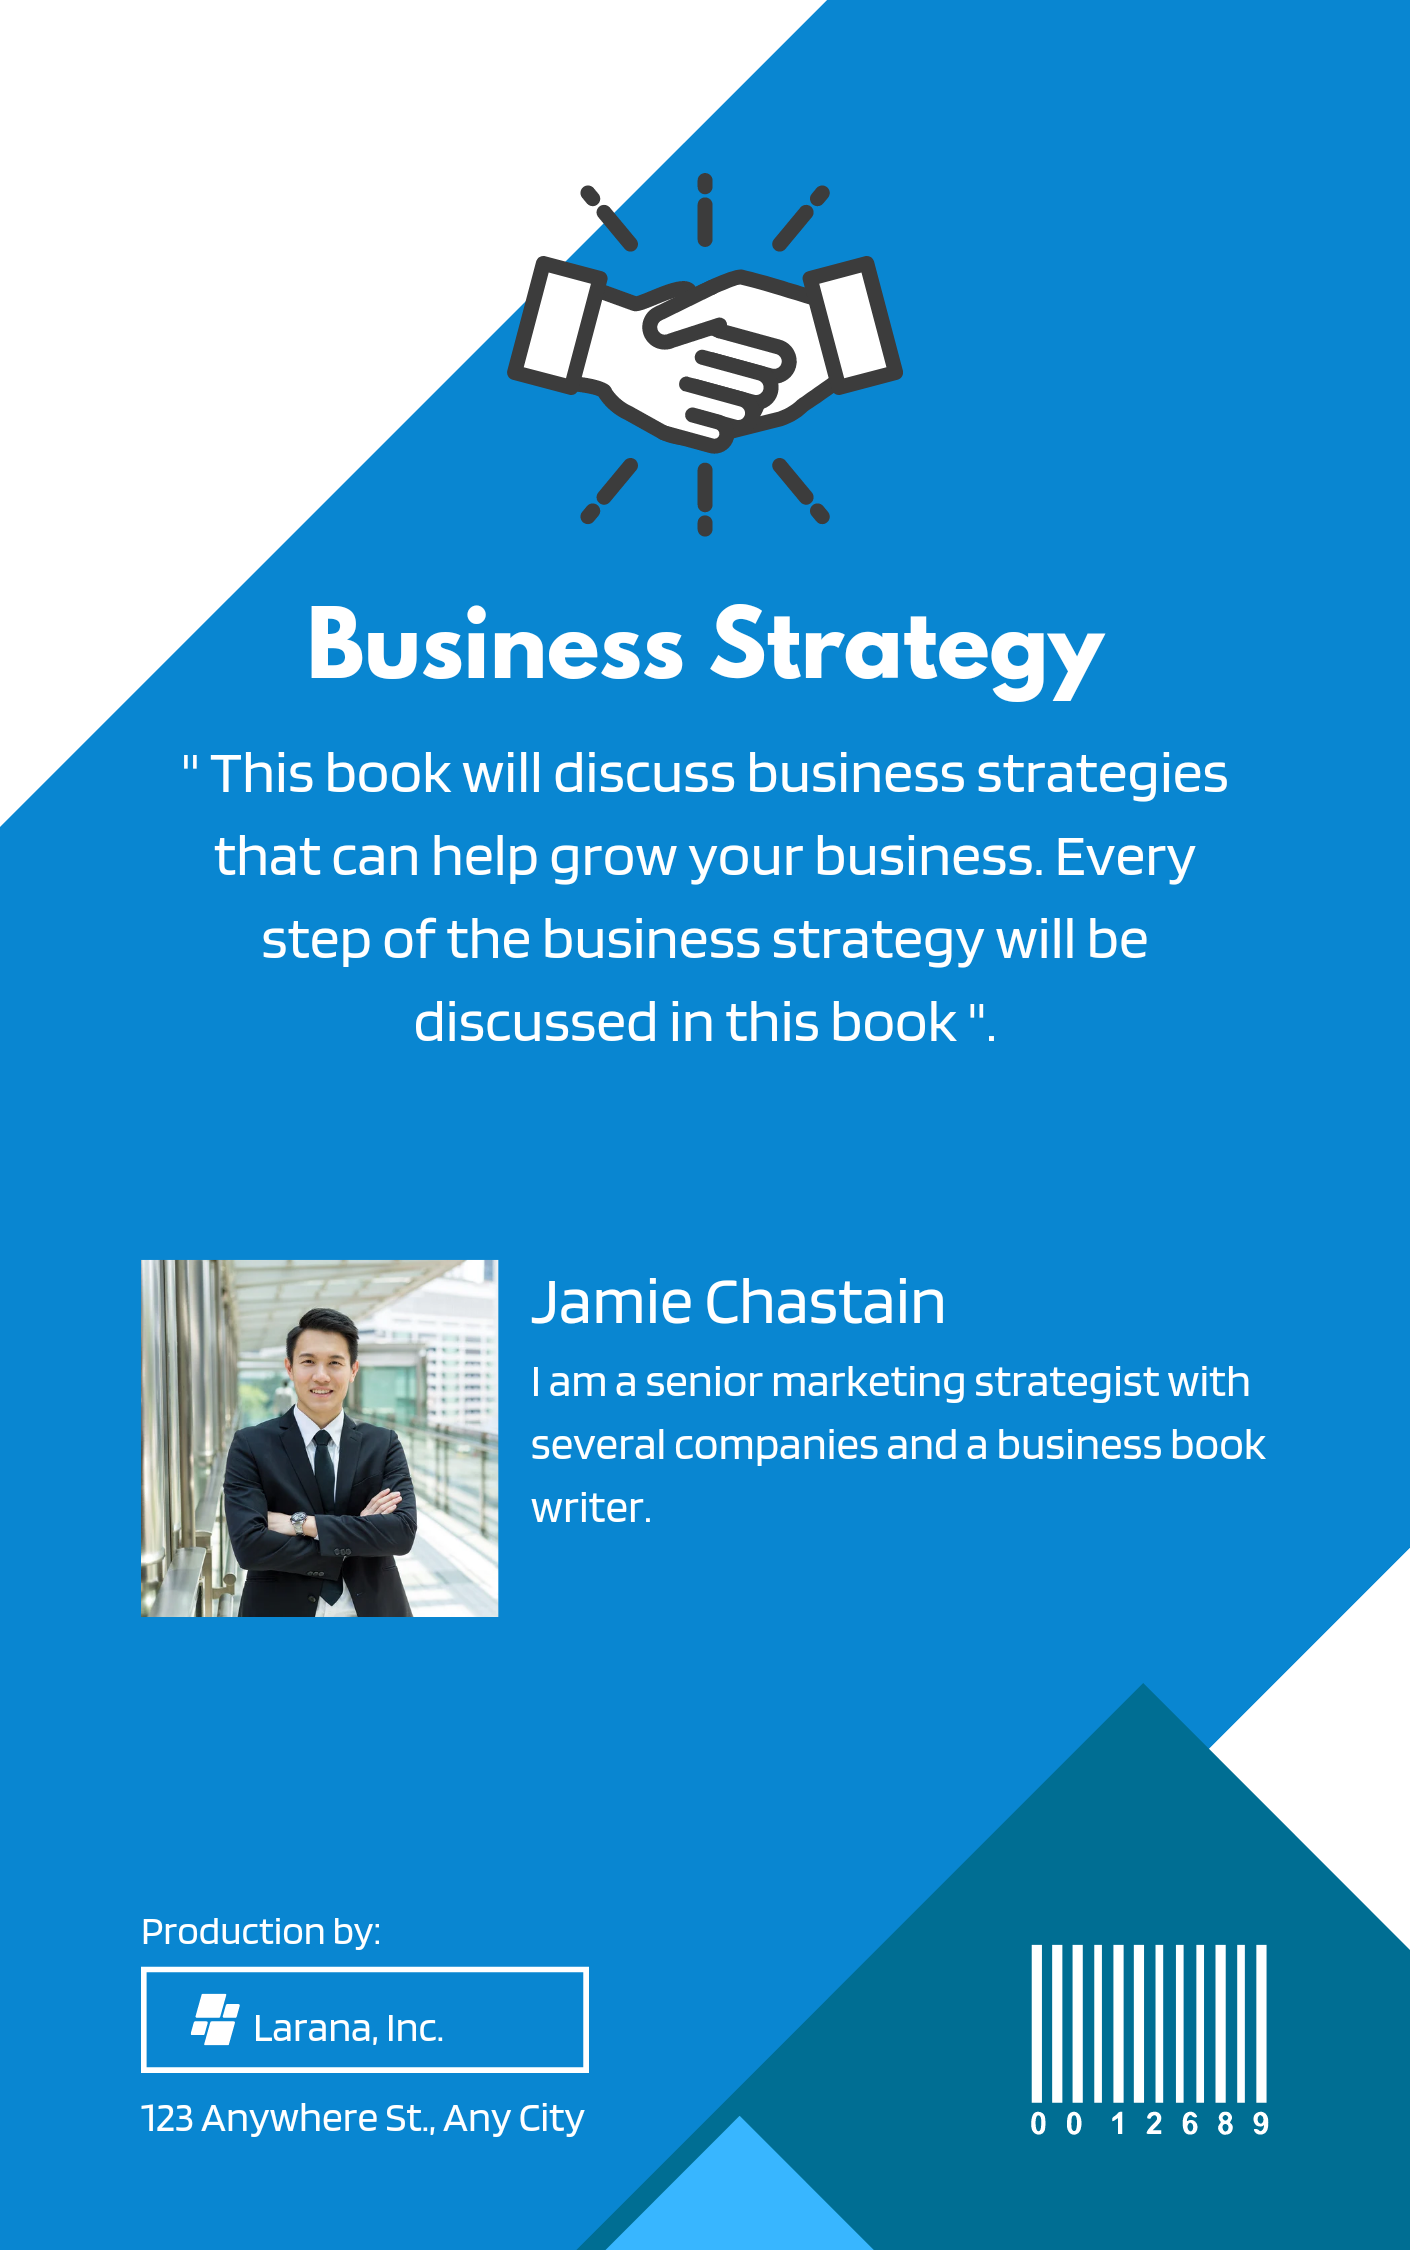 Business Strategy
" This book will discuss business strategies
that can help grow your business. Every
step of the business strategy will be
discussed in this book ".
Jamie Chastain
I am a senior marketing strategist with
several companies and a business book
writer.
Production by:
Larana, Inc.
123 Anywhere St., Any City
0 0 1 2 6 8 9